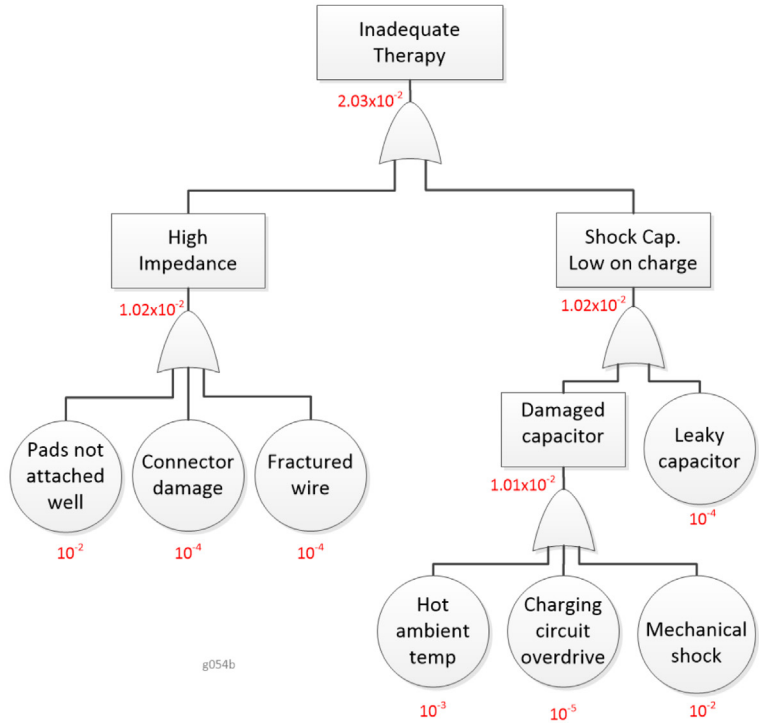 Inadequate
Therapy
2.03x10⁻²
High
Impedance
Shock Cap.
Low on charge
1.02x10⁻²
1.02x10⁻²
Pads not
attached
well
Connector
damage
Fractured
wire
Damaged
capacitor
Leaky
capacitor
10⁻²
10⁻⁴
10⁻⁴
1.01x10⁻²
10⁻⁴
Hot
ambient
temp
Charging
circuit
overdrive
Mechanical
shock
10⁻³
10⁻⁵
10⁻²
g054b